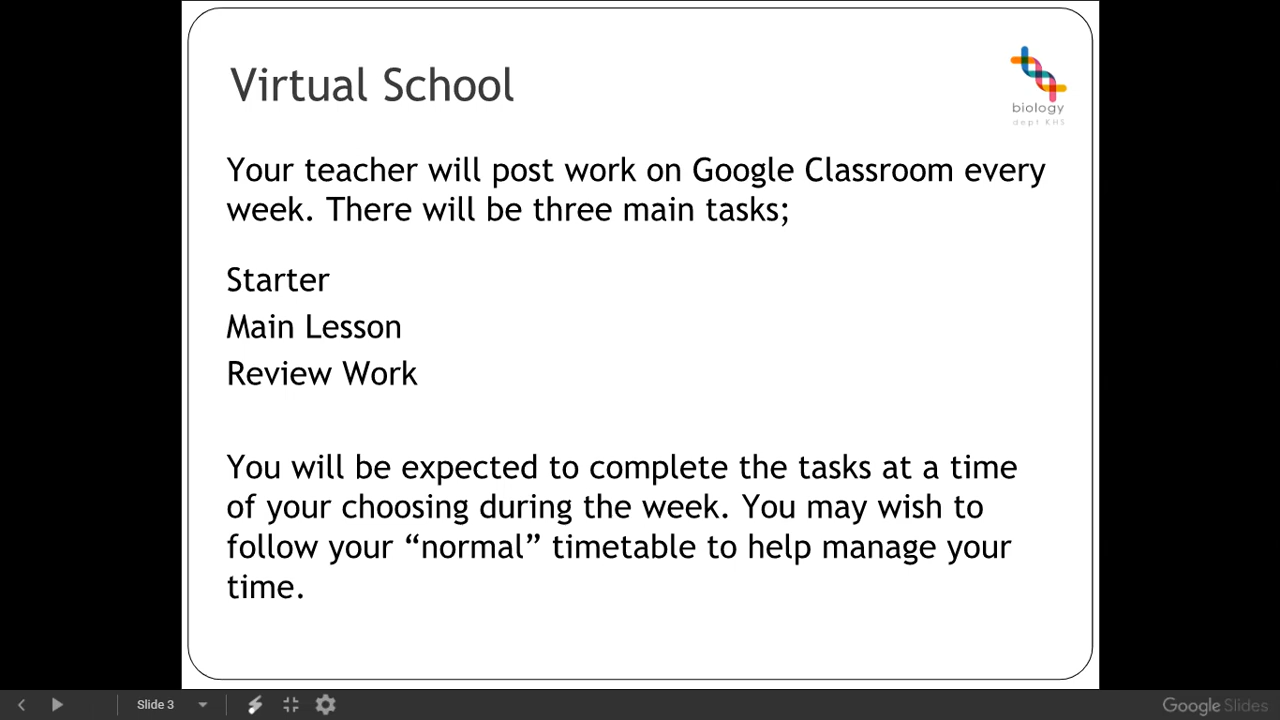 Virtual School
biology
dept KHS
Your teacher will post work on Google Classroom every
week. There will be three main tasks;
Starter
Main Lesson
Review Work
You will be expected to complete the tasks at a time
of your choosing during the week. You may wish to
follow your “normal” timetable to help manage your
time.
Slide 3
Google Slides